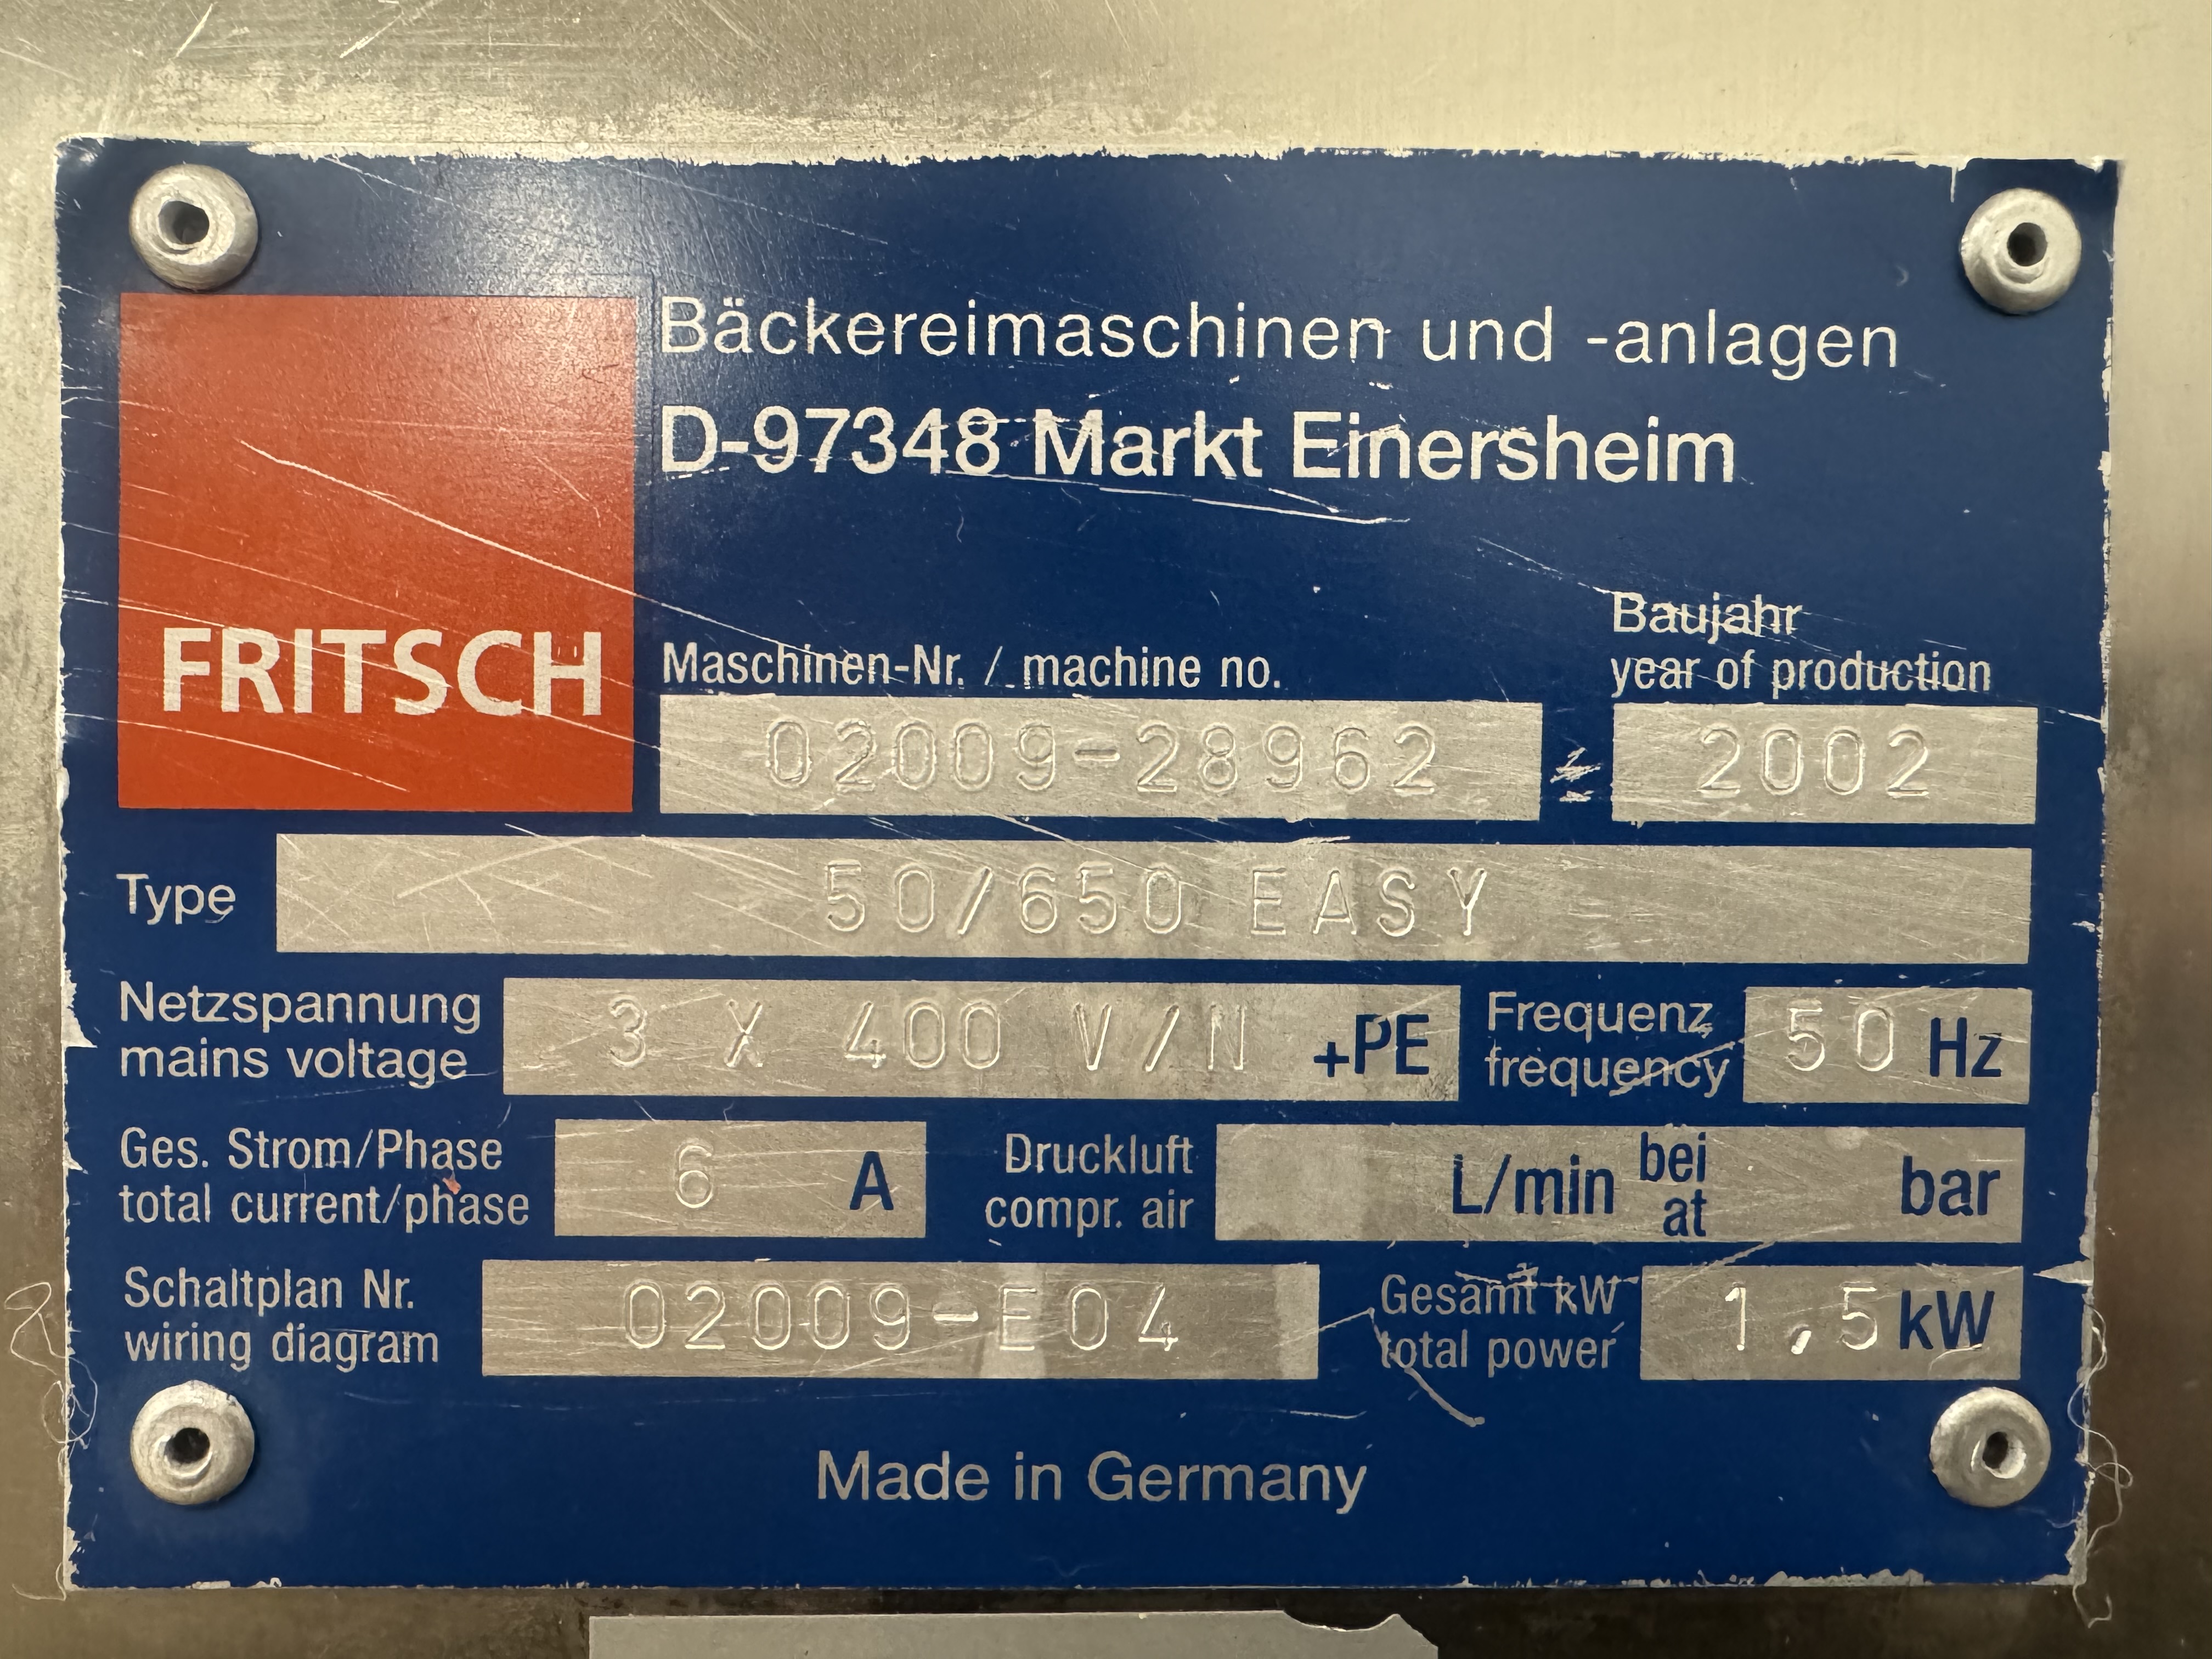 Bäckereimaschinen und -anlagen
D-97348 Markt Einersheim
FRITSCH
Maschinen-Nr. / machine no.
02009-28962
Baujahr
year of production
2002
Type
50/650 EASY
Netzspannung
mains voltage
3 X 400 V/N +PE
Frequenz
frequency
50 Hz
Ges. Strom/Phase
total current/phase
6 A
Druckluft
compr. air
L/min bei
at
bar
Schaltplan Nr.
wiring diagram
02009-E04
Gesamt kW
total power
1,5 kW
Made in Germany